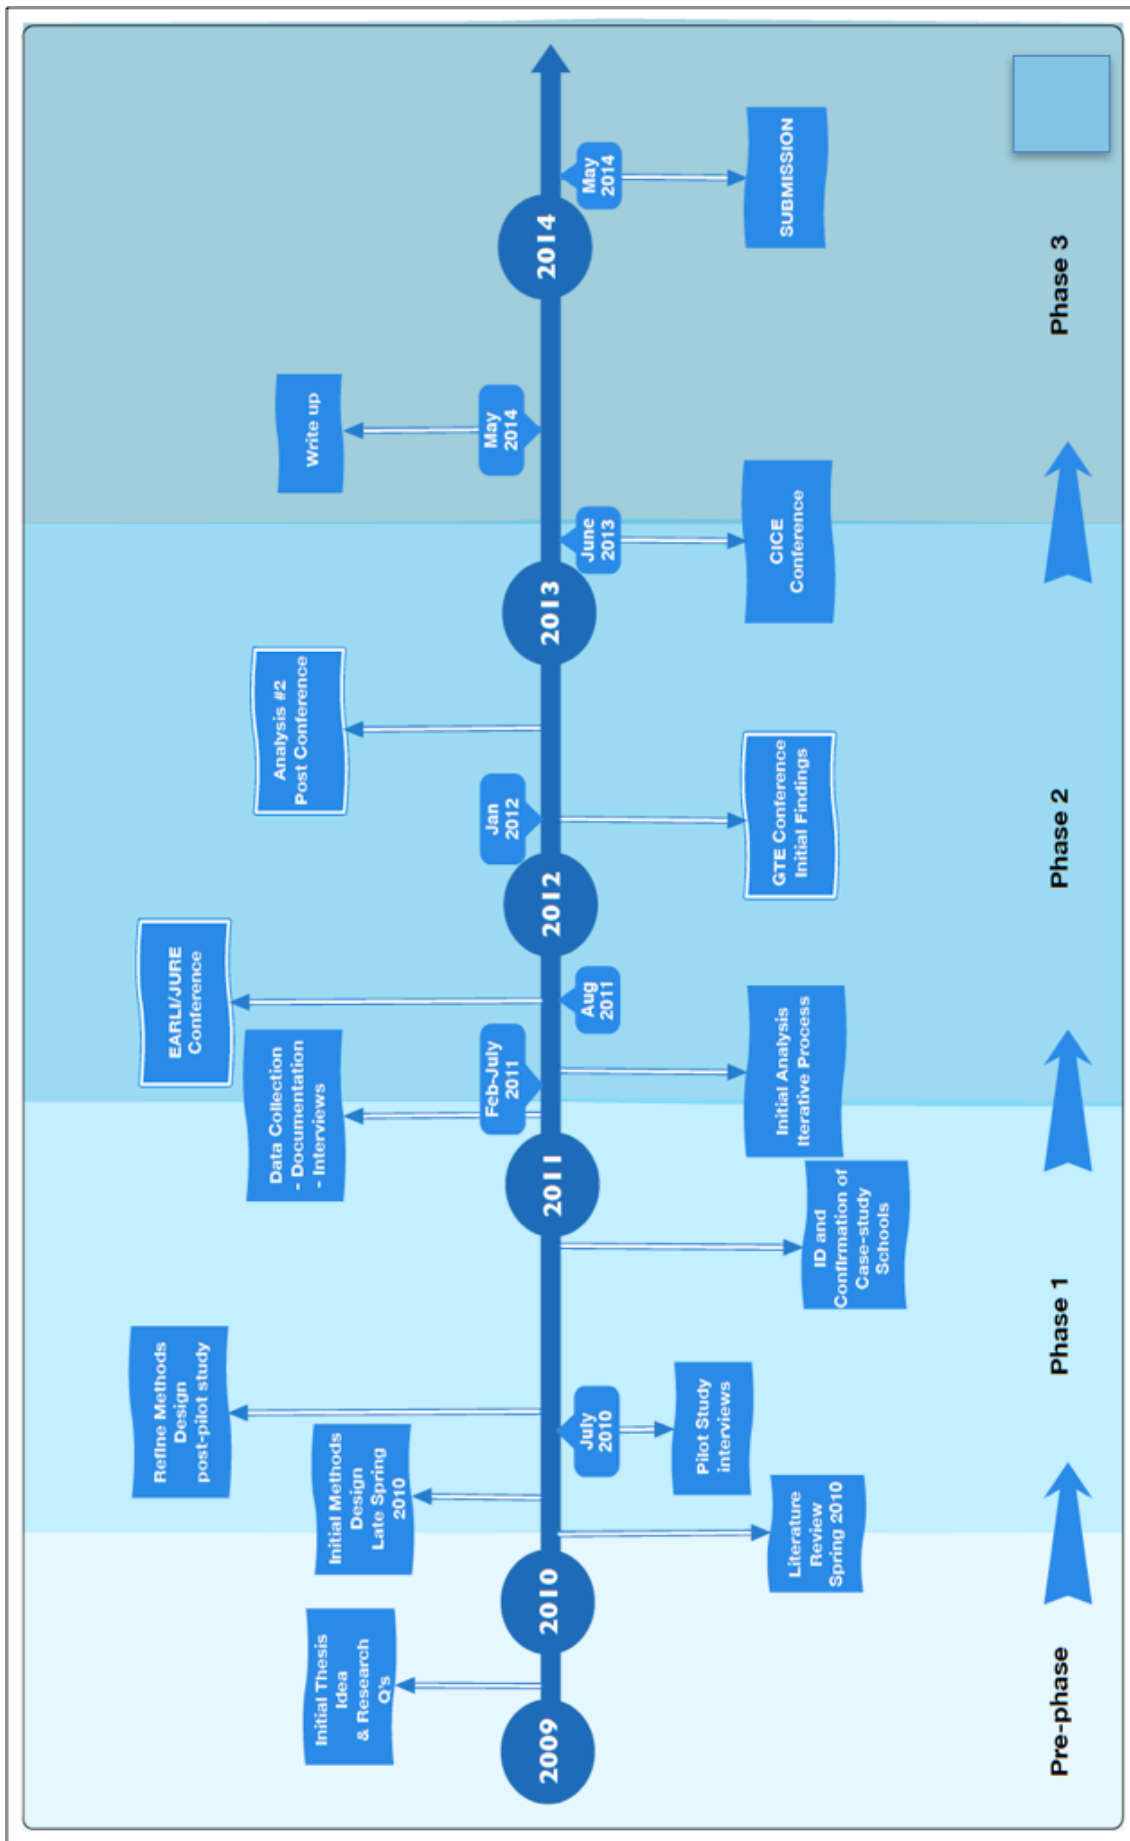 Initial Thesis
Idea
& Research
Q's
Initial Methods
Design
Late Spring
2010
Refine Methods
Design
post-pilot study
Data Collection
- Documentation
- Interviews
EARLI/JURE
Conference
Analysis #2
Post Conference
Write up
Feb-July
2011
Jan
2012
May
2014
2009
2010
2011
2012
2013
2014
July
2010
Aug
2011
June
2013
May
2014
Literature
Review
Spring 2010
Pilot Study
interviews
ID and
Confirmation of
Case-study
Schools
Initial Analysis
Iterative Process
GTE Conference
Initial Findings
CICE
Conference
SUBMISSION
Pre-phase
Phase 1
Phase 2
Phase 3